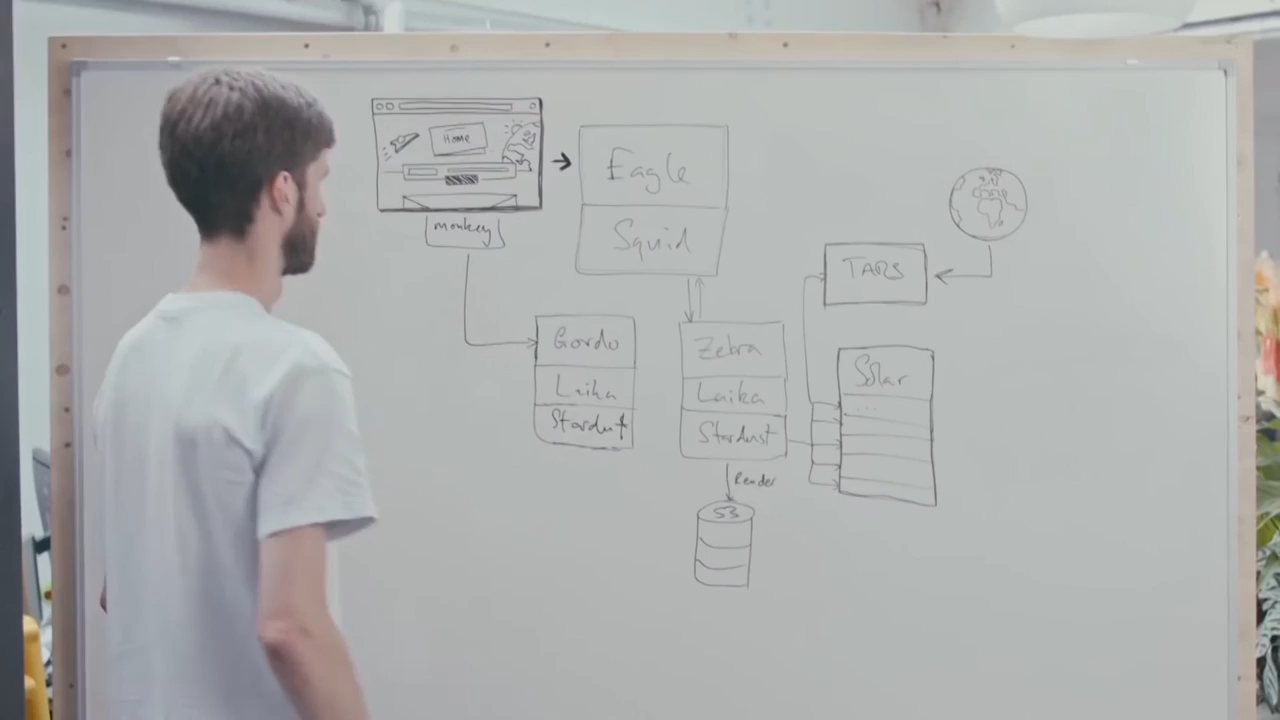 Home
monkey
Eagle
Squid
TARS
Gordo
Laika
Stardust
Zebra
Laika
Stardust
Solar
...
Render
S3